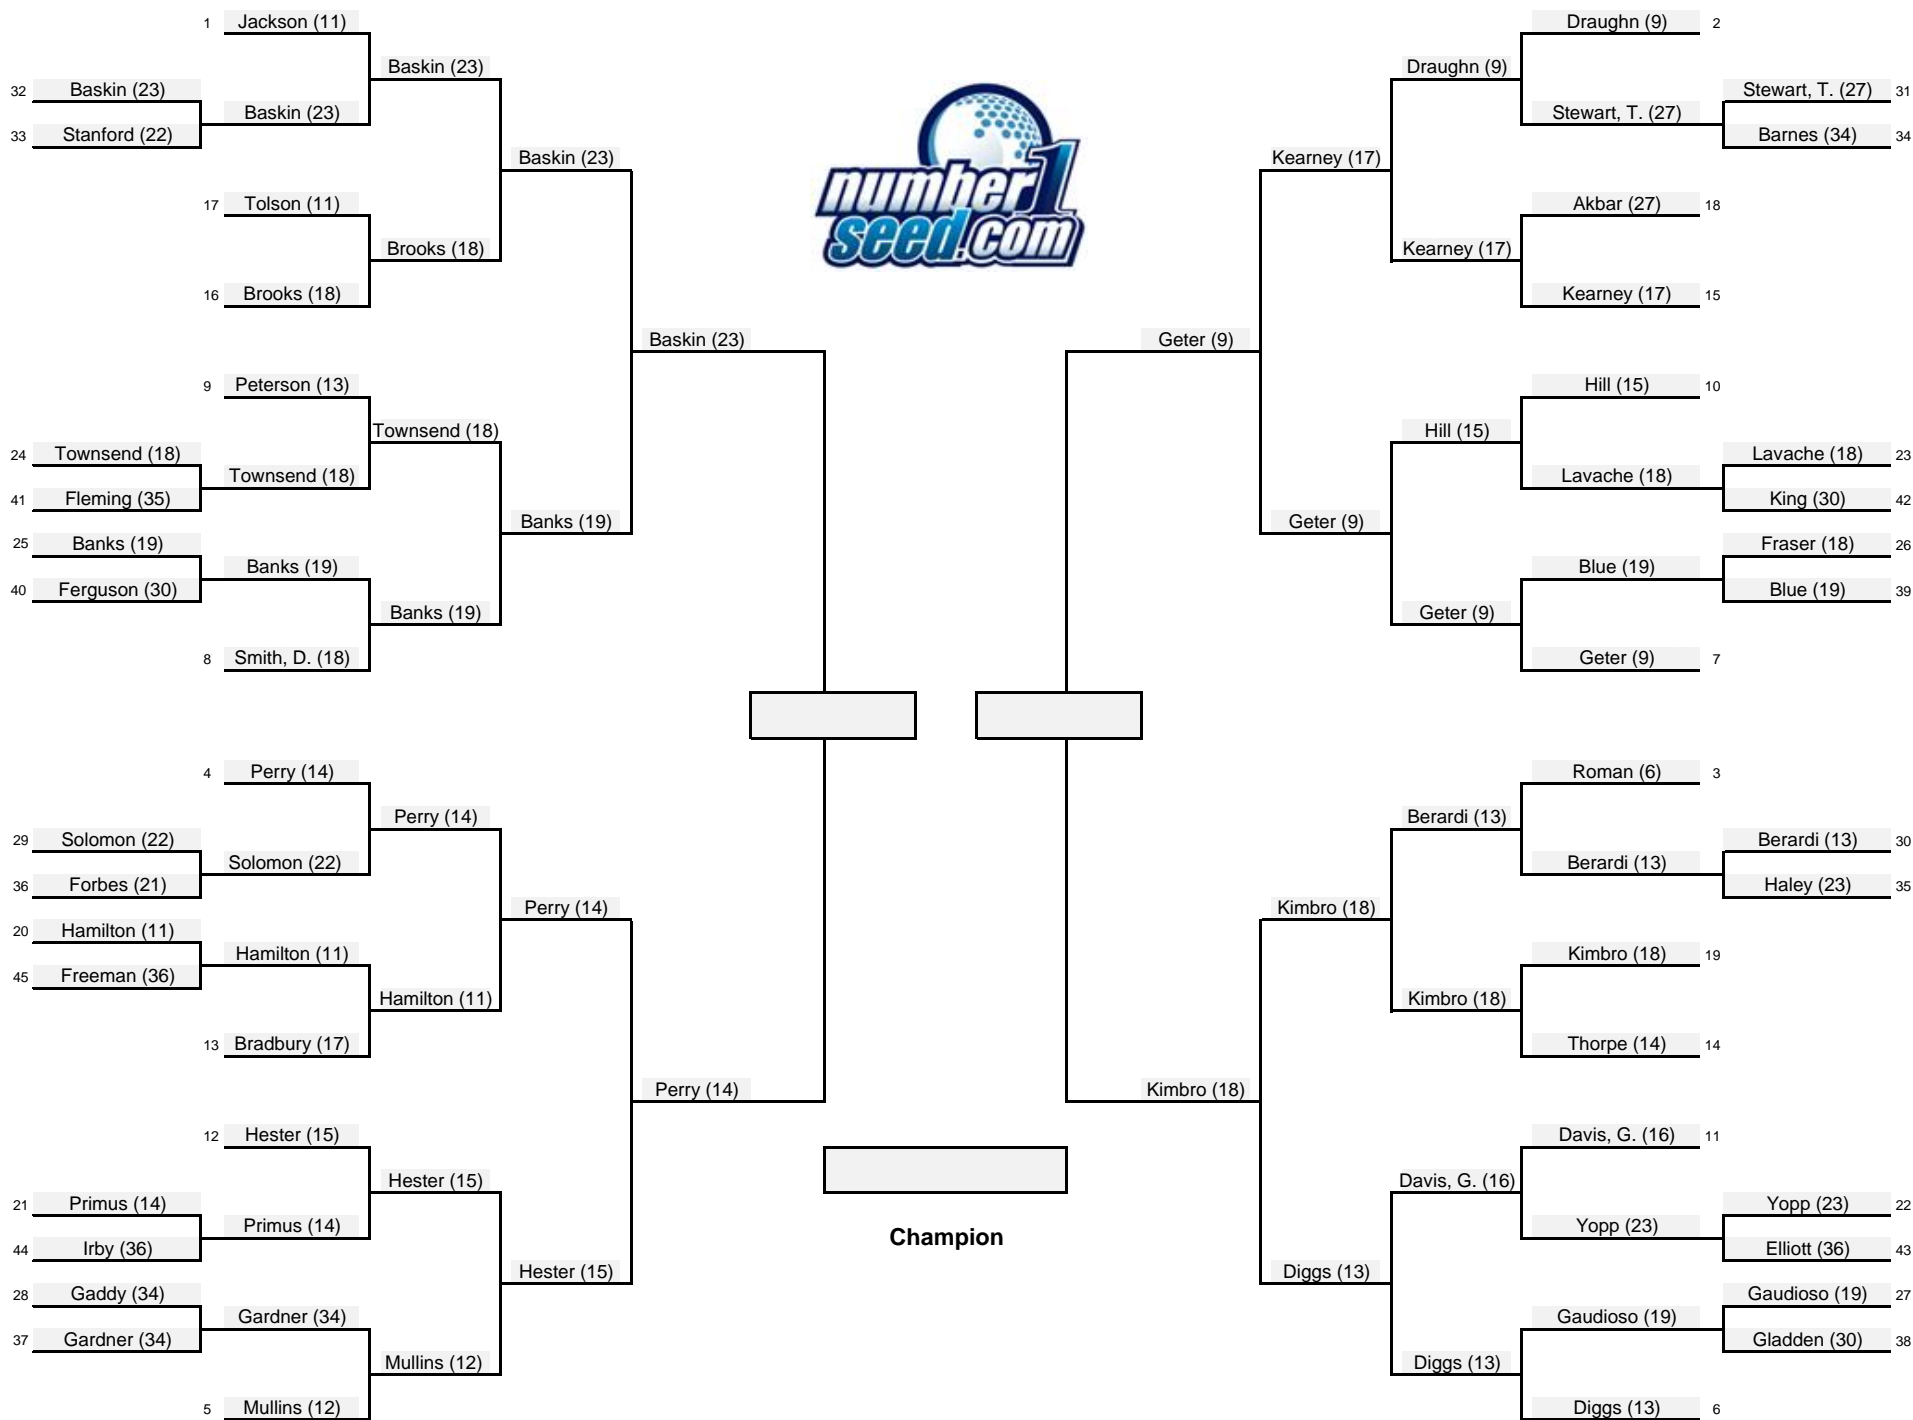 1 Jackson (11)
Baskin (23)
32 Baskin (23)
Baskin (23)
33 Stanford (22)
Baskin (23)
17 Tolson (11)
Brooks (18)
16 Brooks (18)
Baskin (23)
9 Peterson (13)
Townsend (18)
24 Townsend (18)
Townsend (18)
41 Fleming (35)
Banks (19)
25 Banks (19)
Banks (19)
40 Ferguson (30)
Banks (19)
8 Smith, D. (18)
4 Perry (14)
Perry (14)
29 Solomon (22)
Solomon (22)
36 Forbes (21)
Perry (14)
20 Hamilton (11)
Hamilton (11)
45 Freeman (36)
Hamilton (11)
13 Bradbury (17)
Perry (14)
12 Hester (15)
Hester (15)
21 Primus (14)
Primus (14)
44 Irby (36)
Hester (15)
28 Gaddy (34)
Gardner (34)
37 Gardner (34)
Mullins (12)
5 Mullins (12)
number1
seed.com
Champion
Draughn (9) 2
Draughn (9)
Stewart, T. (27) 31
Stewart, T. (27)
Barnes (34) 34
Kearney (17)
Akbar (27) 18
Kearney (17)
Kearney (17) 15
Geter (9)
Hill (15) 10
Hill (15)
Lavache (18) 23
Lavache (18)
King (30) 42
Geter (9)
Fraser (18) 26
Blue (19)
Blue (19) 39
Geter (9)
Geter (9) 7
Roman (6) 3
Berardi (13)
Berardi (13) 30
Berardi (13)
Haley (23) 35
Kimbro (18)
Kimbro (18) 19
Kimbro (18)
Thorpe (14) 14
Kimbro (18)
Davis, G. (16) 11
Davis, G. (16)
Yopp (23) 22
Yopp (23)
Elliott (36) 43
Diggs (13)
Gaudioso (19) 27
Gaudioso (19)
Gladden (30) 38
Diggs (13)
Diggs (13) 6